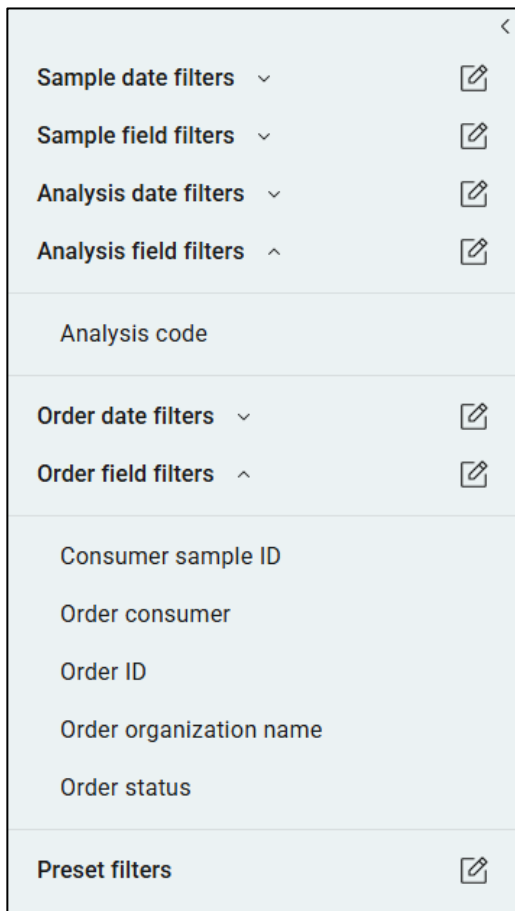 Sample date filters
Sample field filters
Analysis date filters
Analysis field filters
Analysis code
Order date filters
Order field filters
Consumer sample ID
Order consumer
Order ID
Order organization name
Order status
Preset filters